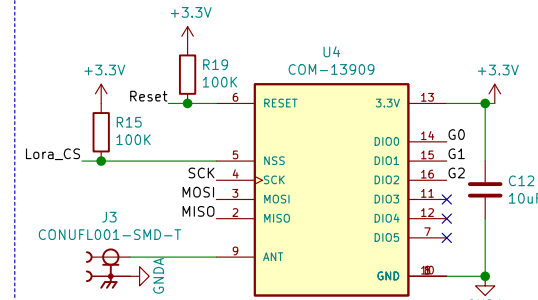 +3.3V
R19
100K
Reset
6
RESET
U4
COM-13909
3.3V
13
+3.3V
+3.3V
R15
100K
Lora_CS
5
NSS
DIO0
14
G0
DIO1
15
G1
SCK
4
SCK
DIO2
16
G2
MOSI
3
MOSI
DIO3
11
MISO
2
MISO
DIO4
12
DIO5
7
C12
10uF
J3
CONUFL001-SMD-T
9
ANT
GND
GNDA